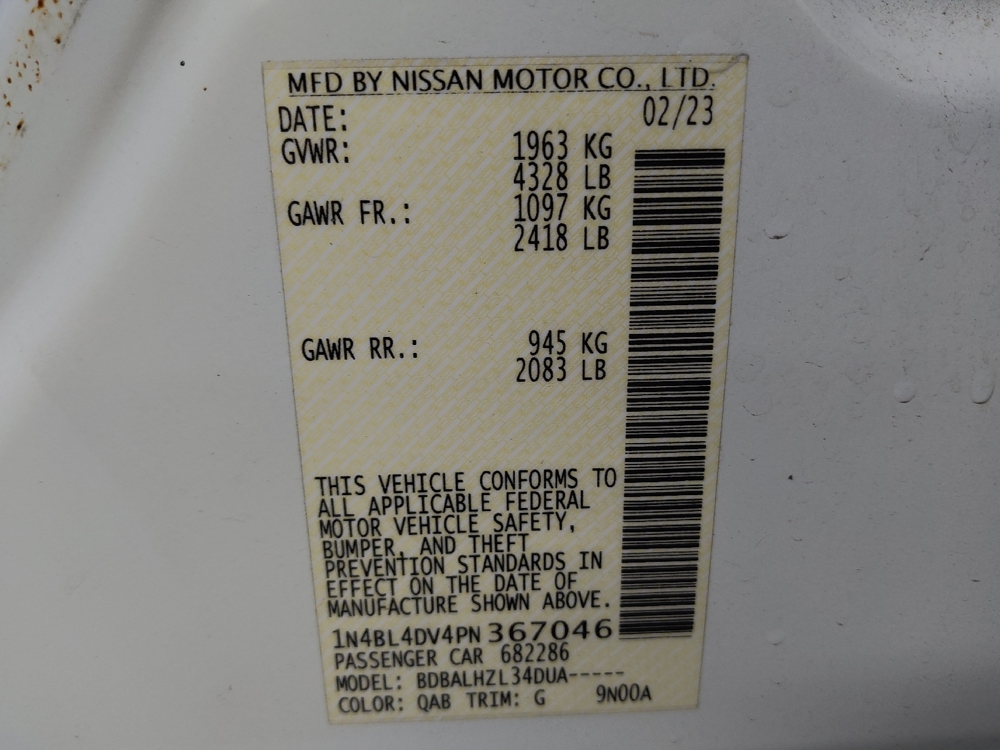 MFD BY NISSAN MOTOR CO., LTD.
DATE: 02/23
GVWR: 1963 KG
4328 LB
GAWR FR.: 1097 KG
2418 LB
GAWR RR.: 945 KG
2083 LB
THIS VEHICLE CONFORMS TO
ALL APPLICABLE FEDERAL
MOTOR VEHICLE SAFETY,
BUMPER, AND THEFT
PREVENTION STANDARDS IN
EFFECT ON THE DATE OF
MANUFACTURE SHOWN ABOVE.
1N4BL4DV4PN367046
PASSENGER CAR 682286
MODEL: BDBALHZL34DUA-----
COLOR: QAB TRIM: G 9N00A